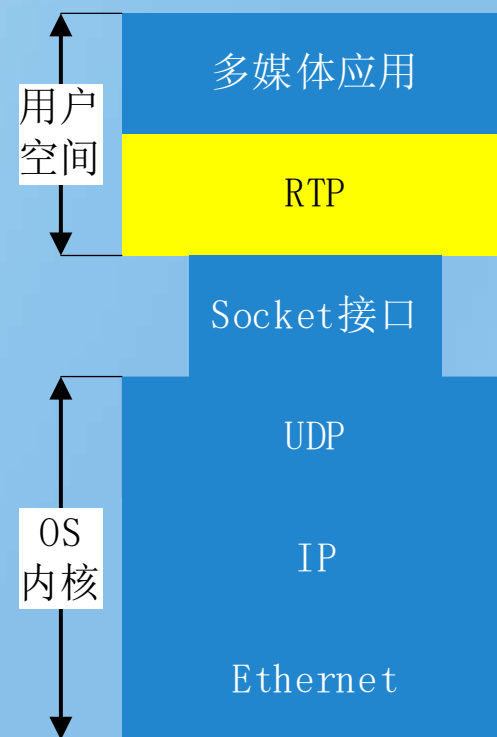 多媒体应用
用户
空间
RTP
Socket接口
UDP
OS
内核
IP
Ethernet